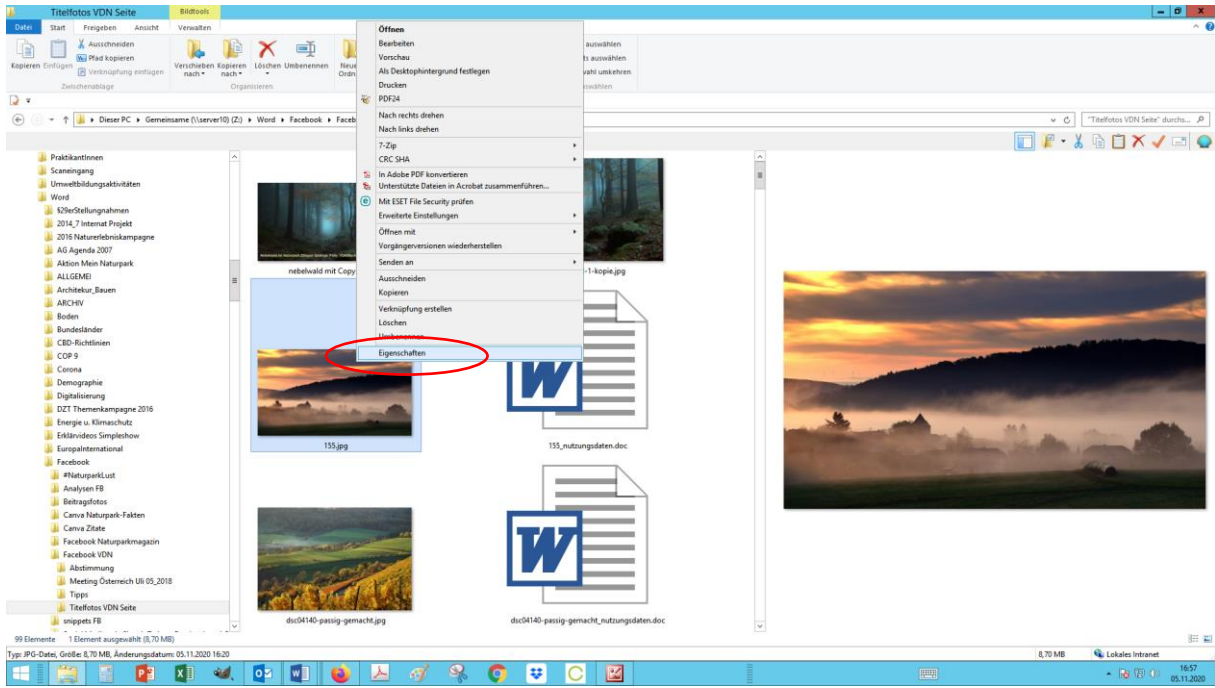 Titelfotos VDN Seite
Bildtools
Datei
Start
Freigeben
Ansicht
Verwalten
Kopieren
Einfügen
Ausschneiden
Pfad kopieren
Verknüpfung einfügen
Zwischenablage
Verschieben nach
Kopieren nach
Löschen
Umbenennen
Organisieren
Neue
Ordn
auswählen
ts auswählen
vahl umkehren
Dieser PC
Gemeinsame (\\server10) (Z:)
Word
Facebook
Faceb
"Titelfotos VDN Seite" durchs...
PraktikantInnen
Scaneingang
Umweltbildungsaktivitäten
Word
§29erStellungnahmen
2014_7 Internat Projekt
2016 Naturerlebniskampagne
AG Agenda 2007
Aktion Mein Naturpark
ALLGEMEI
Architekur_Bauen
ARCHIV
Boden
Bundesländer
CBD-Richtlinien
COP 9
Corona
Demographie
Digitalisierung
DZT Themenkampagne 2016
Energie u. Klimaschutz
Erklärvideos Simpleshow
EuropaInternational
Facebook
#NaturparkLust
Analysen FB
Beitragsfotos
Canva Naturpark-Fakten
Canva Zitate
Facebook Naturparkmagazin
Facebook VDN
Abstimmung
Meeting Österreich Uli 05_2018
Tipps
Titelfotos VDN Seite
snippets FB
Öffnen
Bearbeiten
Vorschau
Als Desktophintergrund festlegen
Drucken
PDF24
Nach rechts drehen
Nach links drehen
7-Zip
CRC SHA
In Adobe PDF konvertieren
Unterstützte Dateien in Acrobat zusammenführen...
Mit ESET File Security prüfen
Erweiterte Einstellungen
Öffnen mit
Vorgängerversionen wiederherstellen
Senden an
Ausschneiden
Kopieren
Verknüpfung erstellen
Löschen
Umbenennen
Eigenschaften
nebelwald mit Copy
-1-kopie.jpg
155.jpg
155_nutzungsdaten.doc
dsc04140-passig-gemacht.jpg
dsc04140-passig-gemacht_nutzungsdaten.doc
99 Elemente
1 Element ausgewählt (8,70 MB)
Typ: JPG-Datei, Größe: 8,70 MB, Änderungsdatum: 05.11.2020 16:20
8,70 MB
Lokales Intranet
16:57
05.11.2020